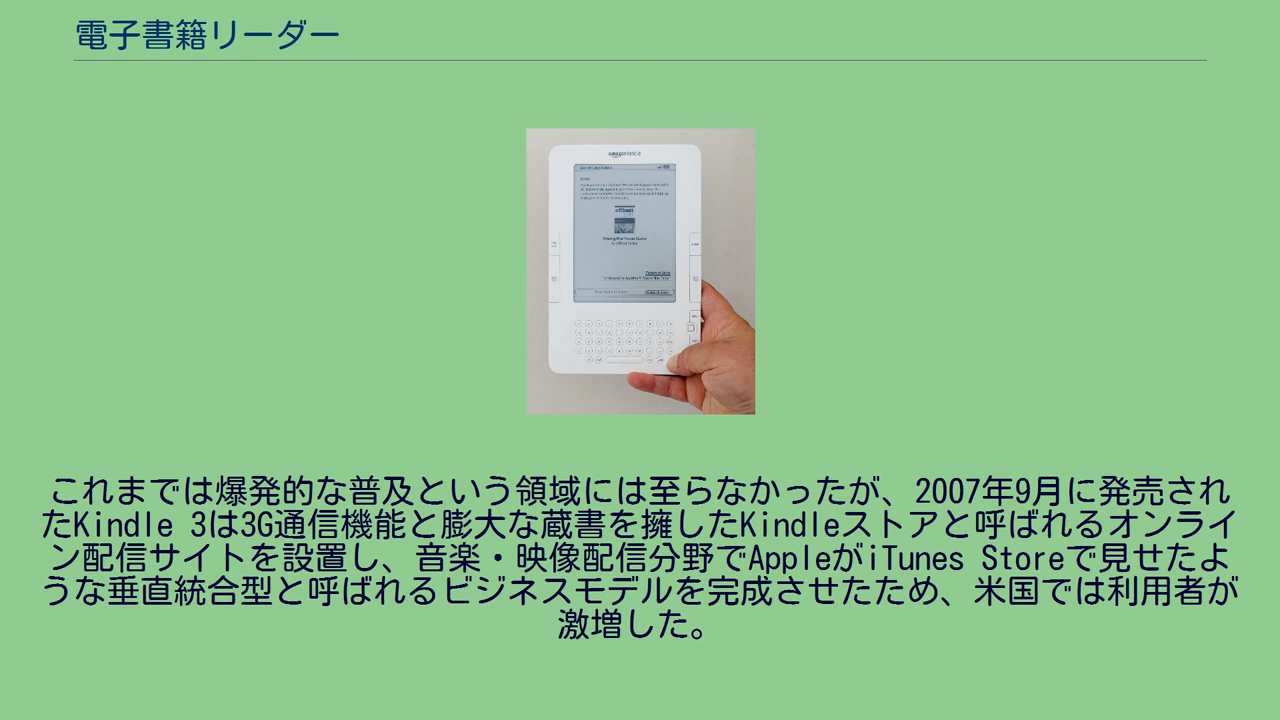 電子書籍リーダー
amazonkindle
これまでは爆発的な普及という領域には至らなかったが、2007年9月に発売され
たKindle 3は3G通信機能と膨大な蔵書を擁したKindleストアと呼ばれるオンライ
ン配信サイトを設置し、音楽・映像配信分野でAppleがiTunes Storeで見せたよ
うな垂直統合型と呼ばれるビジネスモデルを完成させたため、米国では利用者が
激増した。